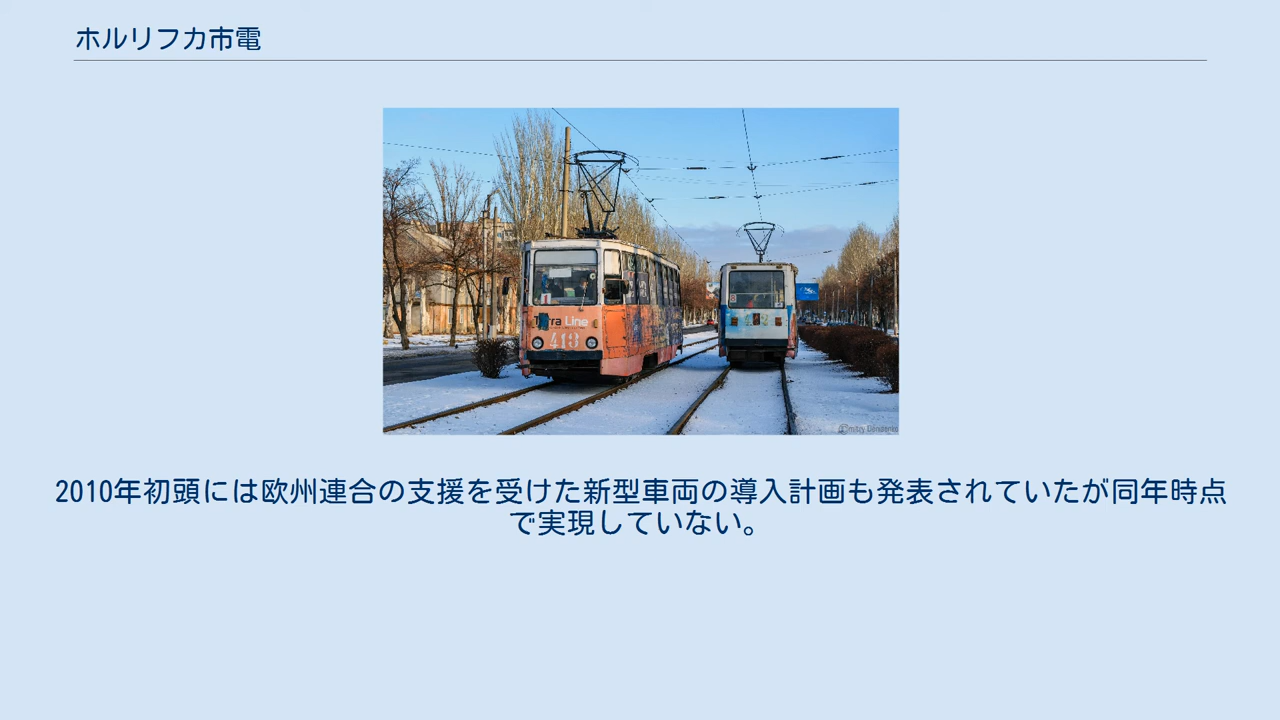 ホルリフカ市電
Line
410
2010年初頭には欧州連合の支援を受けた新型車両の導入計画も発表されていたが同年時点
で実現していない。